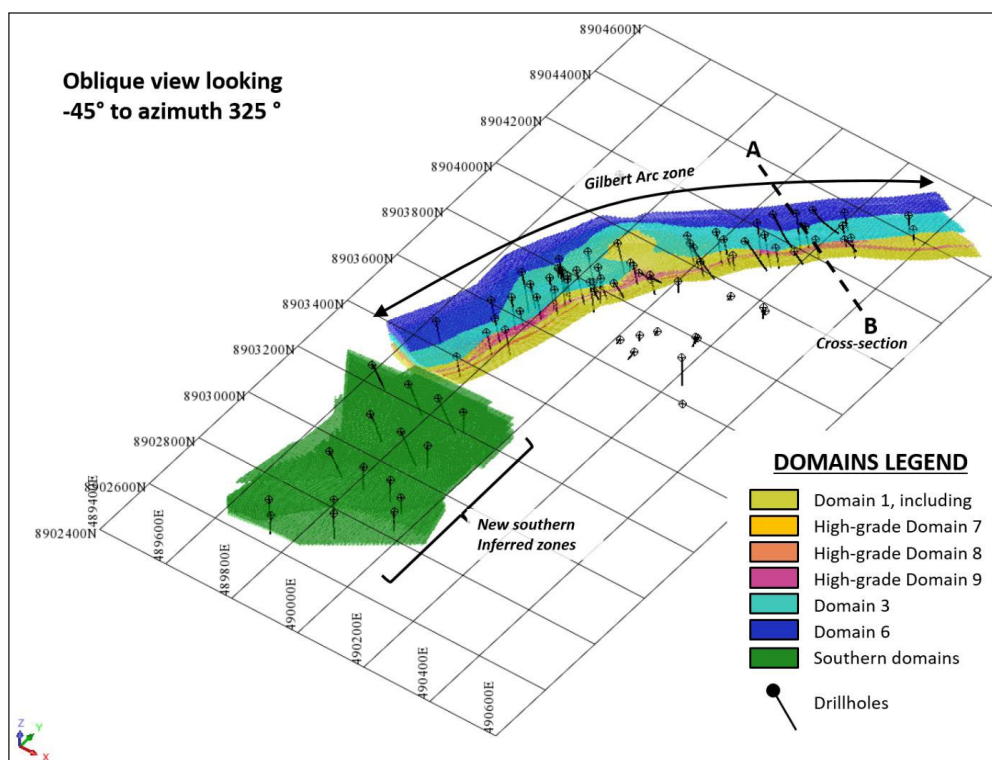 Oblique view looking
-45° to azimuth 325 °
8904600N
8904400N
8904200N
8904000N
8903800N
8903600N
8903400N
8903200N
8903000N
8902800N
8902600N
8902400N
489400E
489600E
489800E
490000E
490200E
490400E
490600E
Gilbert Arc zone
A
B
Cross-section
New southern
Inferred zones
DOMAINS LEGEND
Domain 1, including
High-grade Domain 7
High-grade Domain 8
High-grade Domain 9
Domain 3
Domain 6
Southern domains
Drillholes
Z
Y
X